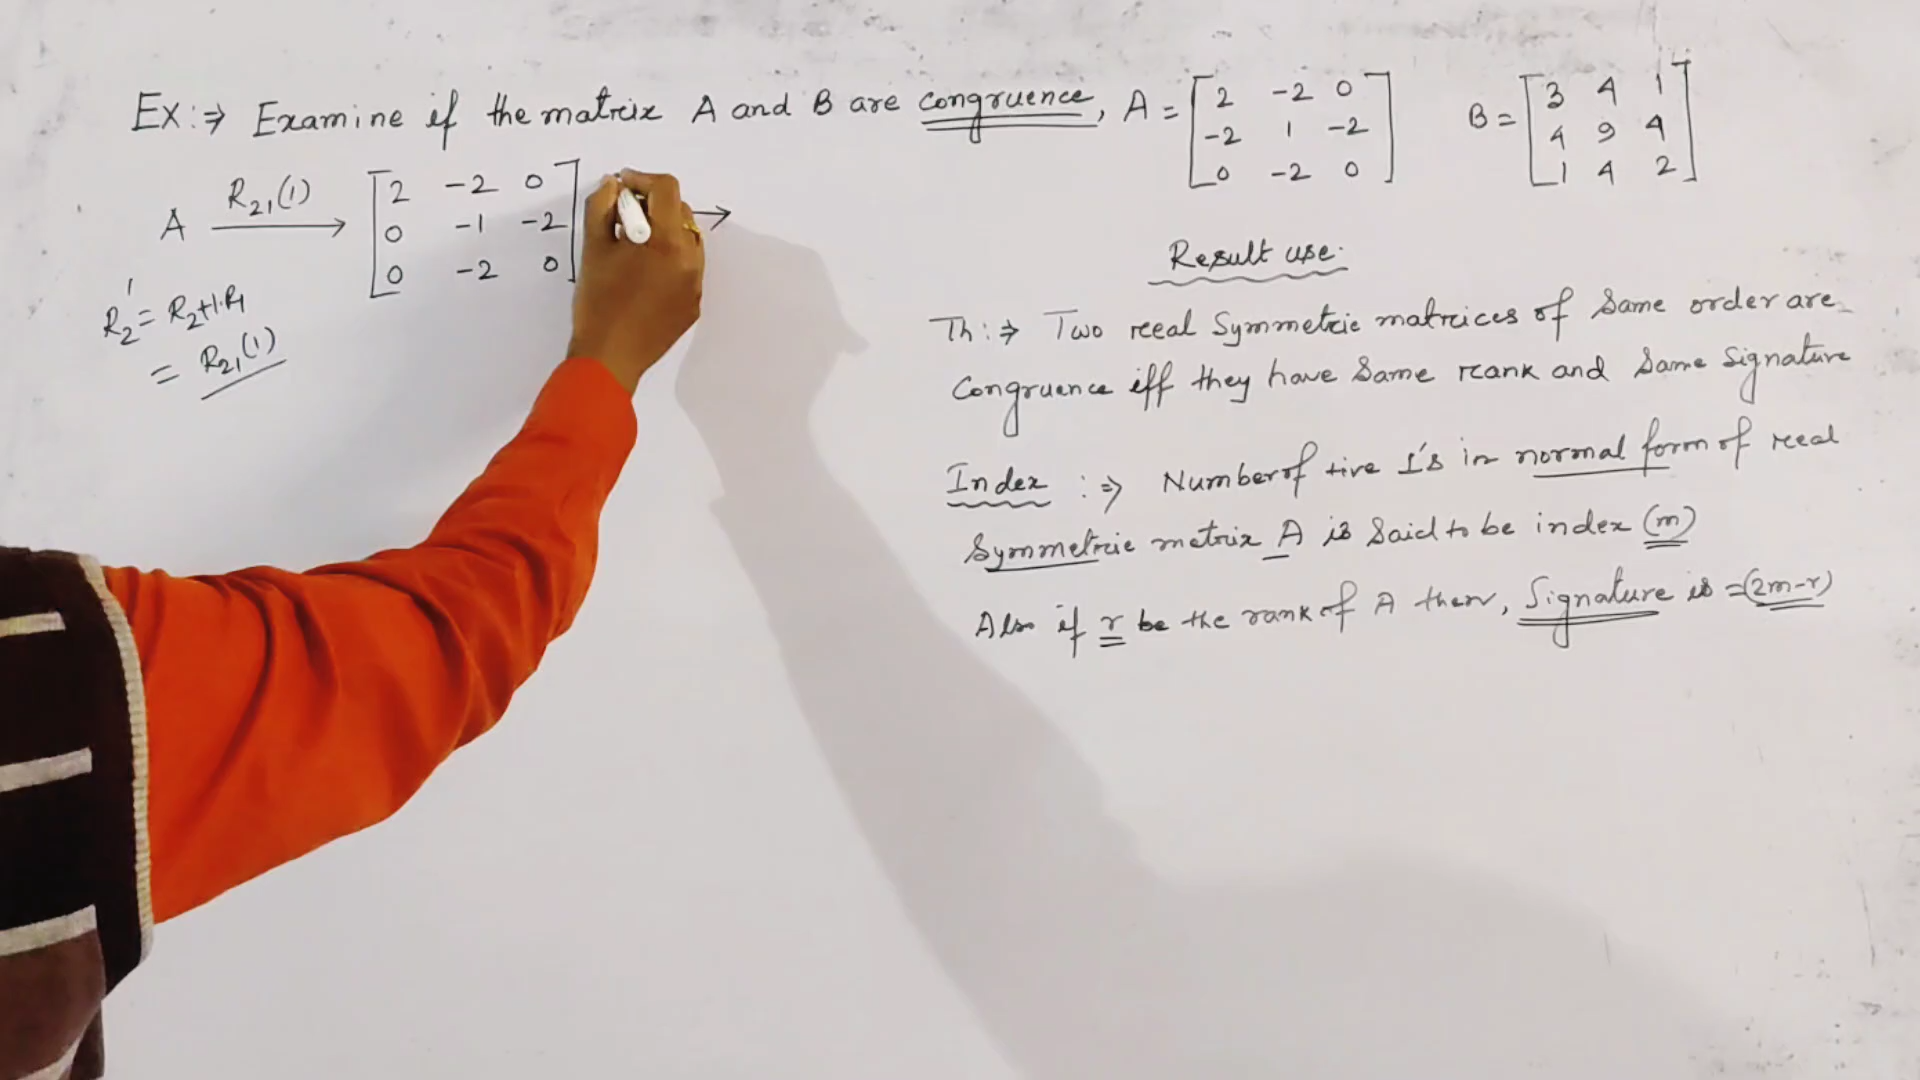 Ex:⇒ Examine if the matrix A and B are congruence, A = [2 -2 0; -2 1 -2; 0 -2 0] B = [3 4 1; 4 9 4; 1 4 2]
A R₂₁(1) → [2 -2 0; 0 -1 -2; 0 -2 0] →
R₂' = R₂+1.R₁
= R₂₁(1)
Result use.
Th:⇒ Two real Symmetric matrices of Same order are
Congruence iff they have Same rank and Same Signature
Index :⇒ Number of +ive 1's in normal form of real
Symmetric matrix A is Said to be index (m)
Also if r be the rank of A then, Signature is =(2m-r)